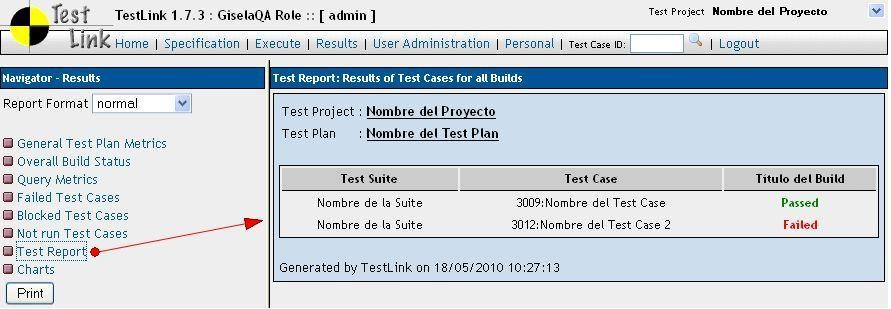 Test Link
TestLink 1.7.3 : GiselaQA Role :: [ admin ]
Test Project Nombre del Proyecto
Home | Specification | Execute | Results | User Administration | Personal | Test Case ID: | Logout
Navigator - Results
Report Format normal
General Test Plan Metrics
Overall Build Status
Query Metrics
Failed Test Cases
Blocked Test Cases
Not run Test Cases
Test Report
Charts
Print
Test Report: Results of Test Cases for all Builds
Test Project : Nombre del Proyecto
Test Plan : Nombre del Test Plan
Test Suite Test Case Título del Build
Nombre de la Suite 3009:Nombre del Test Case Passed
Nombre de la Suite 3012:Nombre del Test Case 2 Failed
Generated by TestLink on 18/05/2010 10:27:13